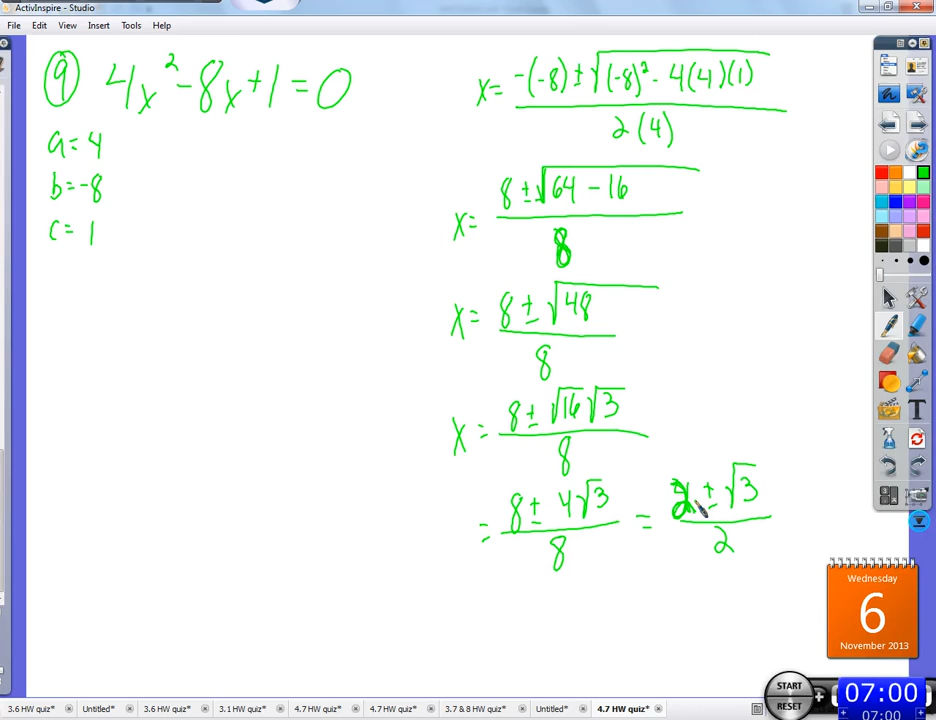 ActivInspire - Studio
File Edit View Insert Tools
9 4x² -8x+1=0
a=4
b=-8
c=1
x= -(-8)±√(-8)² - 4(4)(1) / 2(4)
x= 8±√64 -16 / 8
x= 8±√48 / 8
x= 8±√16√3 / 8
= 8± 4√3 / 8 = 2±√3 / 2
Wednesday
6
November 2013
START
RESET
07:00
07:00
3.6 HW quiz* Untitled* 3.6 HW quiz* 3.1 HW quiz* 4.7 HW quiz* 4.7 HW quiz* 3.7 & 8 HW quiz* Untitled* 4.7 HW quiz*